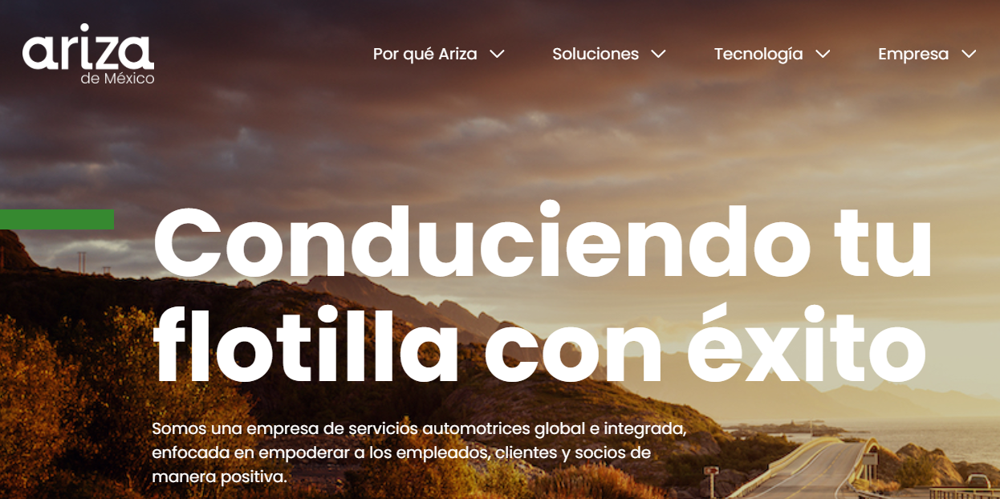 ariza
de México
Por qué Ariza
Soluciones
Tecnología
Empresa
Conduciendo tu
flotilla con éxito
Somos una empresa de servicios automotrices global e integrada,
enfocada en empoderar a los empleados, clientes y socios de
manera positiva.